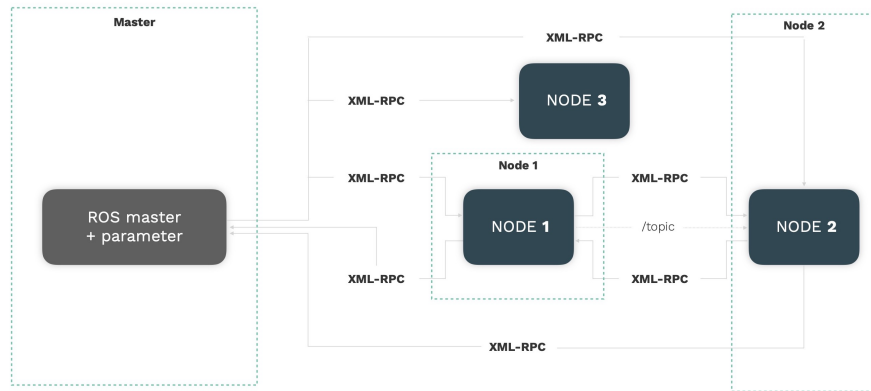 Master
Node 2
XML-RPC
XML-RPC
NODE 3
Node 1
XML-RPC
XML-RPC
ROS master
+ parameter
NODE 1
/topic
NODE 2
XML-RPC
XML-RPC
XML-RPC